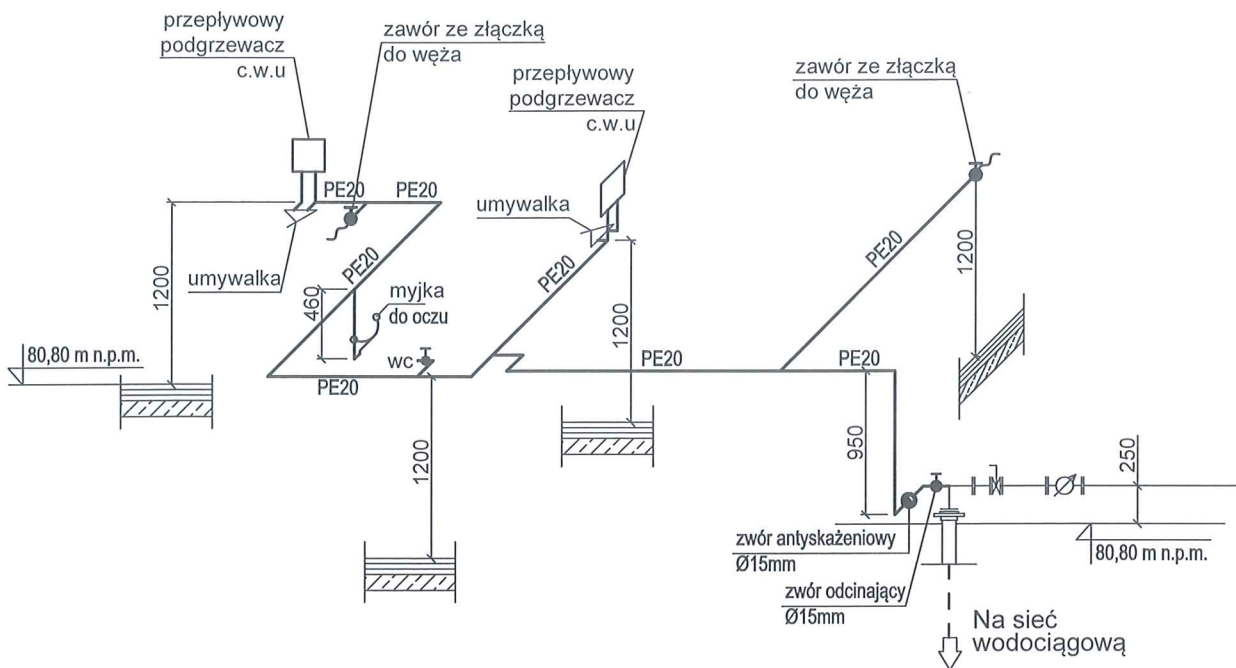 przepływowy
podgrzewacz
c.w.u
zawór ze złączką
do węża
przepływowy
podgrzewacz
c.w.u
zawór ze złączką
do węża
PE20
PE20
umywalka
umywalka
1200
PE20
460
myjka
do oczu
wc
PE20
PE20
1200
PE20
1200
80,80 m n.p.m.
PE20
PE20
1200
950
250
zwór antyskażeniowy
Ø15mm
zwór odcinający
Ø15mm
80,80 m n.p.m.
Na sieć
wodociągową